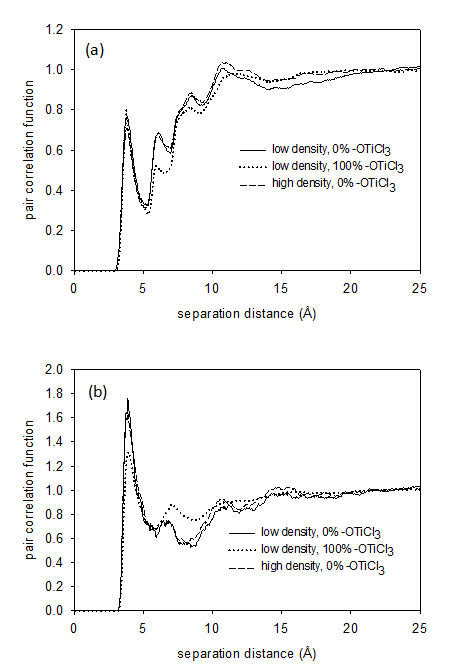 (a)
pair correlation function
1.2
1.0
0.8
0.6
0.4
0.2
0.0
low density, 0% -OTiCl3
low density, 100% -OTiCl3
high density, 0% -OTiCl3
0 5 10 15 20 25
separation distance (Å)
(b)
pair correlation function
2.0
1.8
1.6
1.4
1.2
1.0
0.8
0.6
0.4
0.2
0.0
low density, 0% -OTiCl3
low density, 100% -OTiCl3
high density, 0% -OTiCl3
0 5 10 15 20 25
separation distance (Å)